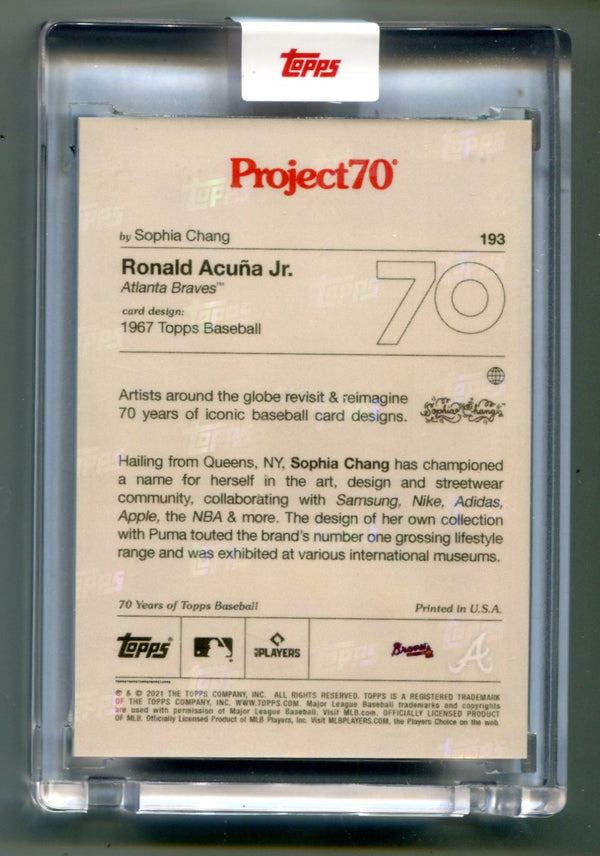 TOPPS
Project70®
by Sophia Chang
193
Ronald Acuña Jr.
Atlanta Braves™
card design:
1967 Topps Baseball
70
Artists around the globe revisit & reimagine
70 years of iconic baseball card designs.
Sophia Chang
Hailing from Queens, NY, Sophia Chang has championed
a name for herself in the art, design and streetwear
community, collaborating with Samsung, Nike, Adidas,
Apple, the NBA & more. The design of her own collection
with Puma touted the brand's number one grossing lifestyle
range and was exhibited at various international museums.
70 Years of Topps Baseball
Printed in U.S.A.
TOPPS®
PLAYERS
Braves
A
® & © 2021 THE TOPPS COMPANY, INC. ALL RIGHTS RESERVED. TOPPS IS A REGISTERED TRADEMARK
OF THE TOPPS COMPANY, INC. WWW.TOPPS.COM. Major League Baseball trademarks and copyrights
are used with permission of Major League Baseball. Visit MLB.com. OFFICIALLY LICENSED PRODUCT
OF MLB. Officially Licensed Product of MLB Players, Inc. Visit MLBPLAYERS.COM, the Players Choice on the web.